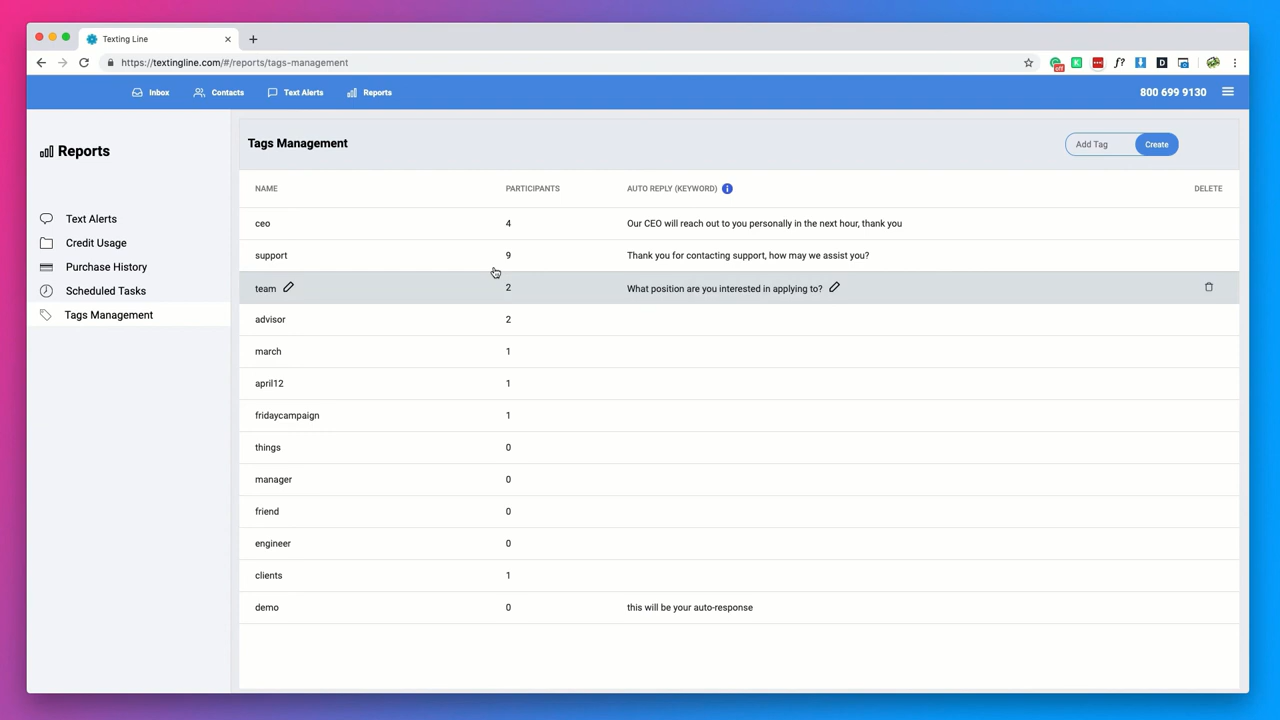 Texting Line
https://textingline.com/#/reports/tags-management
off
f?
D
Inbox
Contacts
Text Alerts
Reports
800 699 9130
Reports
Text Alerts
Credit Usage
Purchase History
Scheduled Tasks
Tags Management
Tags Management
Add Tag
Create
NAME PARTICIPANTS AUTO REPLY (KEYWORD) i DELETE
ceo 4 Our CEO will reach out to you personally in the next hour, thank you
support 9 Thank you for contacting support, how may we assist you?
team 2 What position are you interested in applying to?
advisor 2
march 1
april12 1
fridaycampaign 1
things 0
manager 0
friend 0
engineer 0
clients 1
demo 0 this will be your auto-response